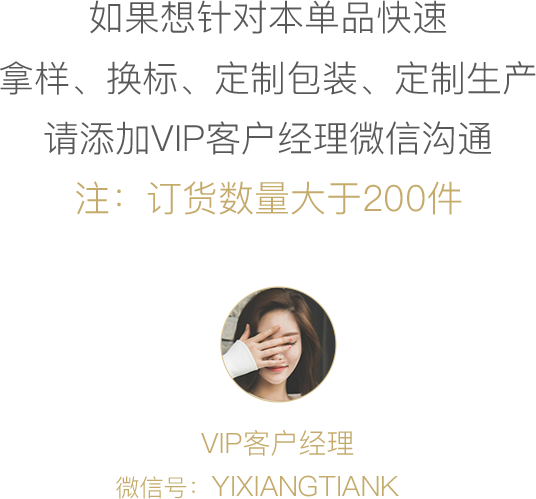 如果想针对本单品快速
拿样、换标、定制包装、定制生产
请添加VIP客户经理微信沟通
注：订货数量大于200件
VIP客户经理
微信号：YIXIANGTIANK